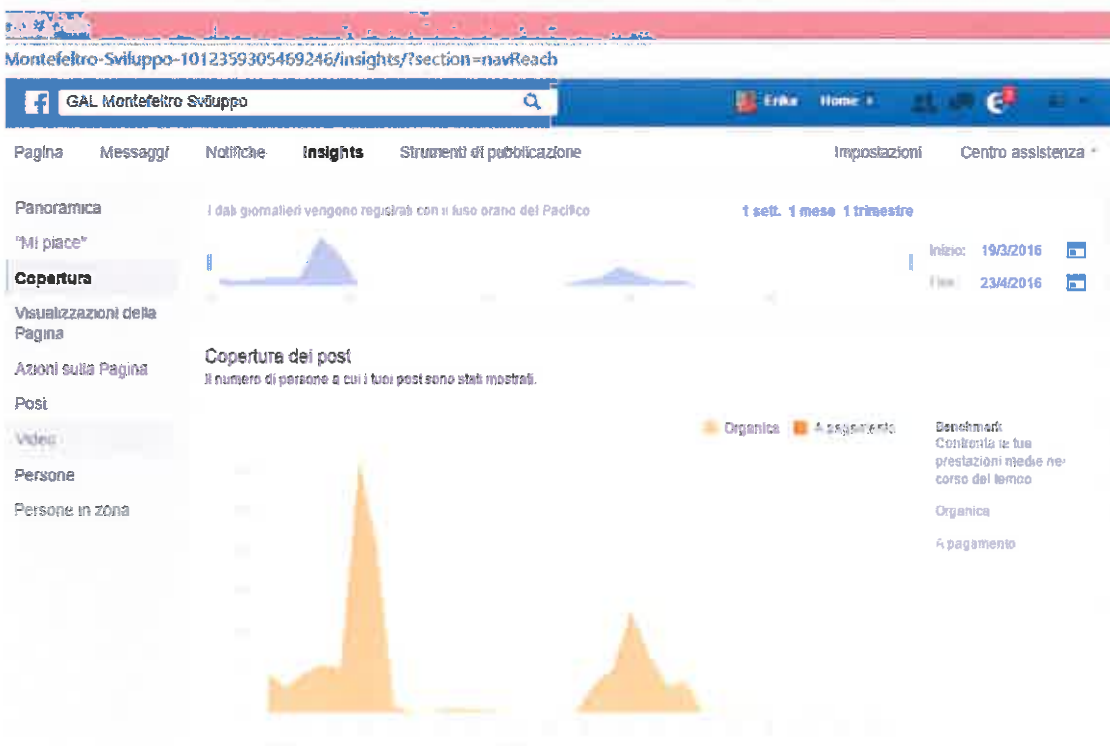 Montefeltro-Sviluppo-1012359305469246/insights/?section=navReach
GAL Montefeltro Sviluppo
Erika Home
Pagina Messaggi Notifiche Insights Strumenti di pubblicazione Impostazioni Centro assistenza
Panoramica
"Mi piace"
Copertura
Visualizzazioni della
Pagina
Azioni sulla Pagina
Post
Video
Persone
Persone in zona
I dati giornalieri vengono registrati con il fuso orario del Pacifico
1 sett. 1 mese 1 trimestre
Inizio: 19/3/2016
23/4/2016
Copertura dei post
Il numero di persone a cui i tuoi post sono stati mostrati.
Organica A pagamento
Benchmark
Confronta le tue
prestazioni medie nel
corso del tempo
Organica
A pagamento